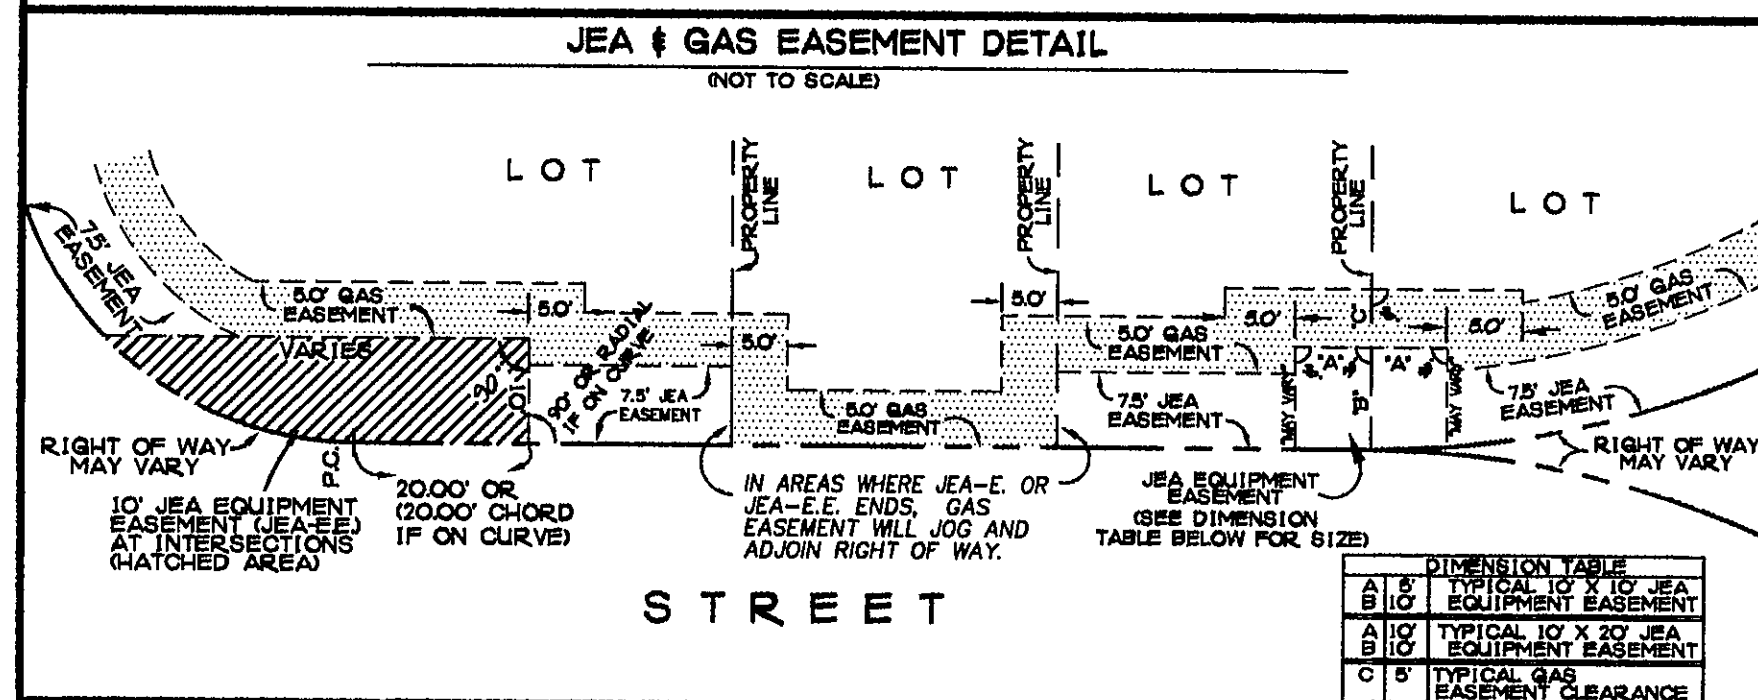 JEA & GAS EASEMENT DETAIL
(NOT TO SCALE)
LOT
LOT
LOT
LOT
PROPERTY
LINE
PROPERTY
LINE
PROPERTY
LINE
7.5' JEA
EASEMENT
5.0' GAS
EASEMENT
5.0'
VARIES
90°
10'
90° OR RADIAL
IF ON CURVE
7.5' JEA
EASEMENT
5.0'
5.0' GAS
EASEMENT
5.0'
5.0' GAS
EASEMENT
7.5' JEA
EASEMENT
5.0'
"C"
"A"
"A"
"B"
MAY VARY
MAY VARY
5.0'
5.0' GAS
EASEMENT
7.5' JEA
EASEMENT
RIGHT OF WAY
MAY VARY
P.C.
10' JEA EQUIPMENT
EASEMENT (JEA-EE)
AT INTERSECTIONS
(HATCHED AREA)
20.00' OR
(20.00' CHORD
IF ON CURVE)
IN AREAS WHERE JEA-E. OR
JEA-E.E. ENDS, GAS
EASEMENT WILL JOG AND
ADJOIN RIGHT OF WAY.
JEA EQUIPMENT
EASEMENT
(SEE DIMENSION
TABLE BELOW FOR SIZE)
RIGHT OF WAY
MAY VARY
STREET
DIMENSION TABLE
A 5' TYPICAL 10' X 10' JEA
B 10' EQUIPMENT EASEMENT
A 10' TYPICAL 10' X 20' JEA
B 10' EQUIPMENT EASEMENT
C 5' TYPICAL GAS
EASEMENT CLEARANCE